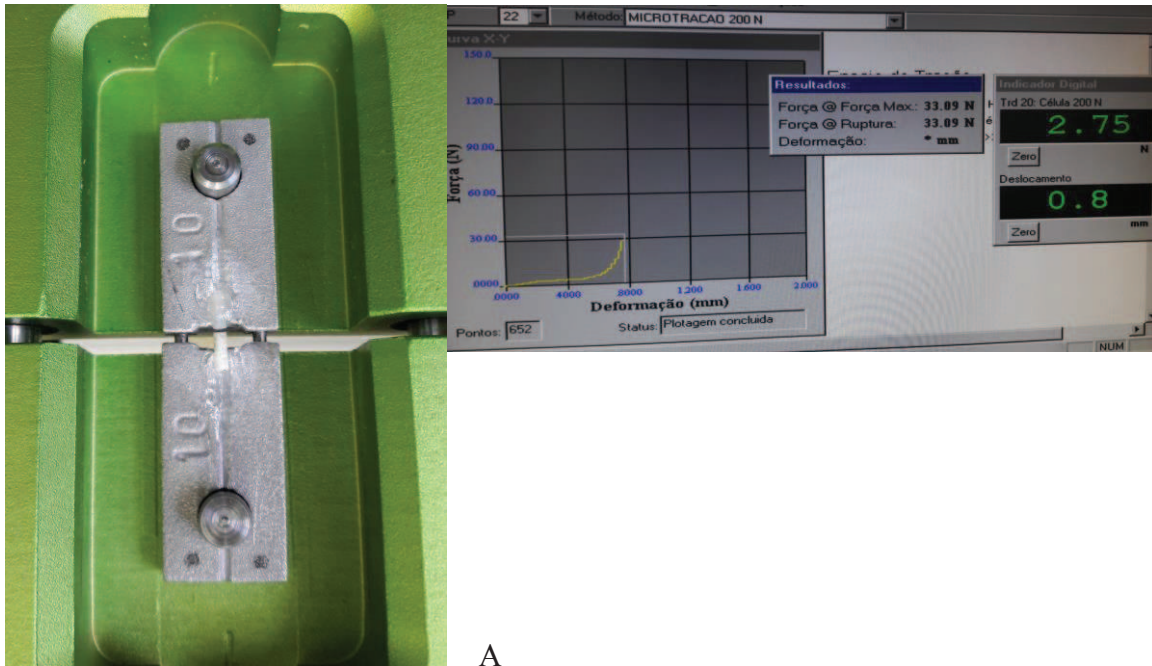 10
10
22
Método: MICROTRACAO 200 N
urva X-Y
150.0
120.0
90.00
60.00
30.00
.0000
Força (N)
.0000
.4000
.8000
1.200
1.600
2.000
Deformação (mm)
Pontos: 652
Status: Plotagem concluida
Resultados:
Força @ Força Max.: 33.09 N
Força @ Ruptura: 33.09 N
Deformação: * mm
Indicador Digital
Trd 20: Célula 200 N
2.75
N
Zero
Deslocamento
0.8
mm
Zero
NUM
A